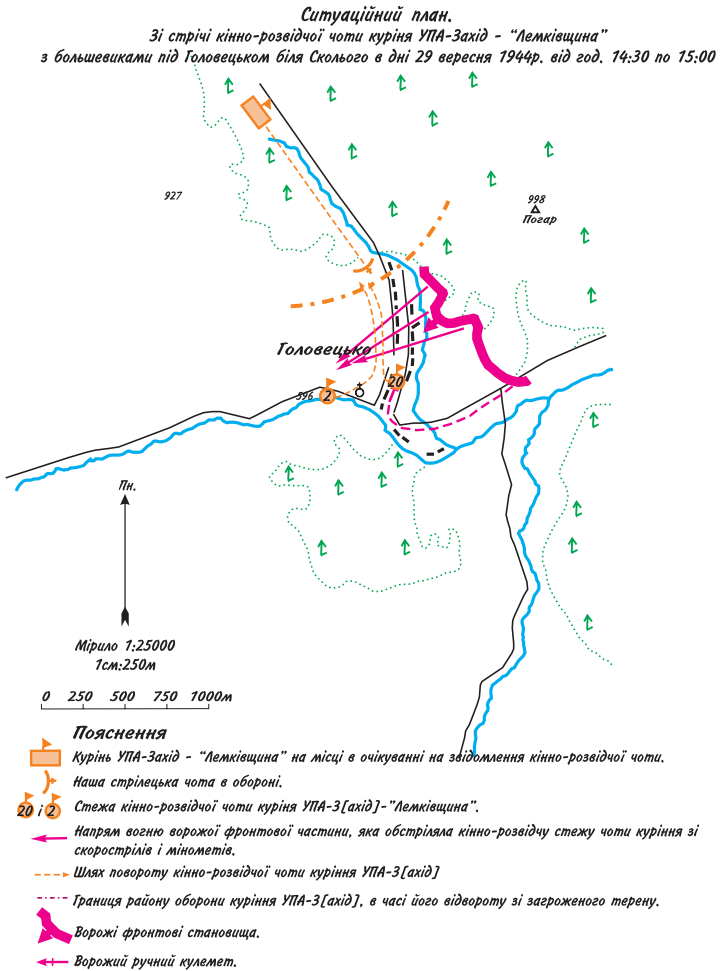 Ситуаційний план.
Зі стрічі кінно-розвідчої чоти куріня УПА-Захід - “Лемківщина”
з большевиками під Головецьком біля Сколього в дні 29 вересня 1944р. від год. 14:30 по 15:00
927
998
Погар
Головецько
20
596
2
Пн.
Мірило 1:25000
1см:250м
0 250 500 750 1000м
Пояснення
Курінь УПА-Захід - “Лемківщина” на місці в очікуванні на звідомлення кінно-розвідчої чоти.
Наша стрілецька чота в обороні.
20 і 2 Стежа кінно-розвідчої чоти куріня УПА-З[ахід]-”Лемківщина”.
Напрям вогню ворожої фронтової частини, яка обстріляла кінно-розвідчу стежу чоти куріння зі
скорострілів і мінометів.
Шлях повороту кінно-розвідчої чоти куріння УПА-З[ахід]
Границя району оборони куріння УПА-З[ахід], в часі його відвороту зі загроженого терену.
Ворожі фронтові становища.
Ворожий ручний кулемет.